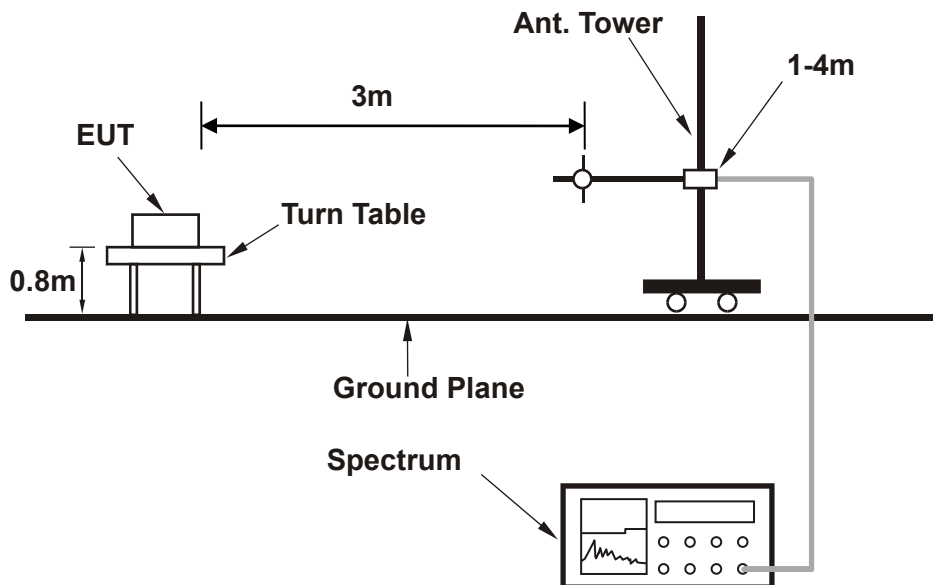 Ant. Tower
1-4m
3m
EUT
Turn Table
0.8m
Ground Plane
Spectrum